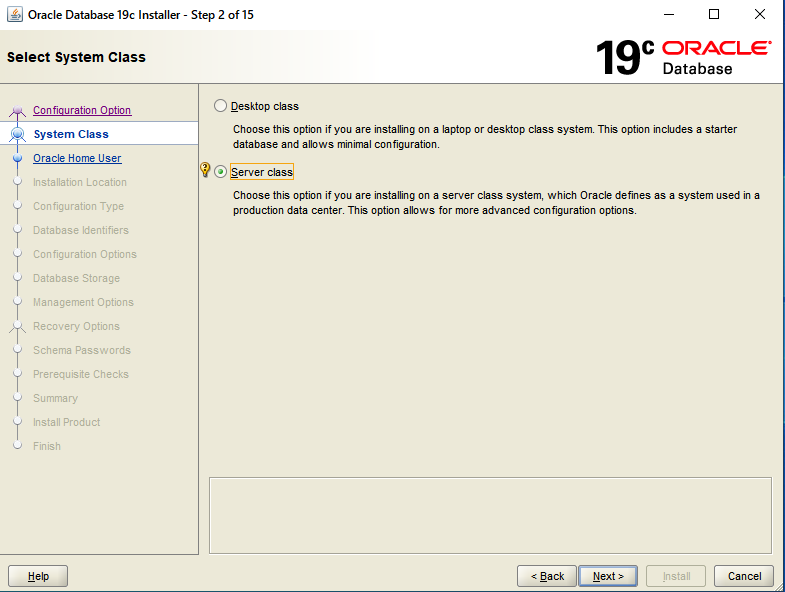 Oracle Database 19c Installer - Step 2 of 15
Select System Class
19c ORACLE
Database
Configuration Option
System Class
Oracle Home User
Installation Location
Configuration Type
Database Identifiers
Configuration Options
Database Storage
Management Options
Recovery Options
Schema Passwords
Prerequisite Checks
Summary
Install Product
Finish
Desktop class
Choose this option if you are installing on a laptop or desktop class system. This option includes a starter
database and allows minimal configuration.
Server class
Choose this option if you are installing on a server class system, which Oracle defines as a system used in a
production data center. This option allows for more advanced configuration options.
Help
< Back
Next >
Install
Cancel